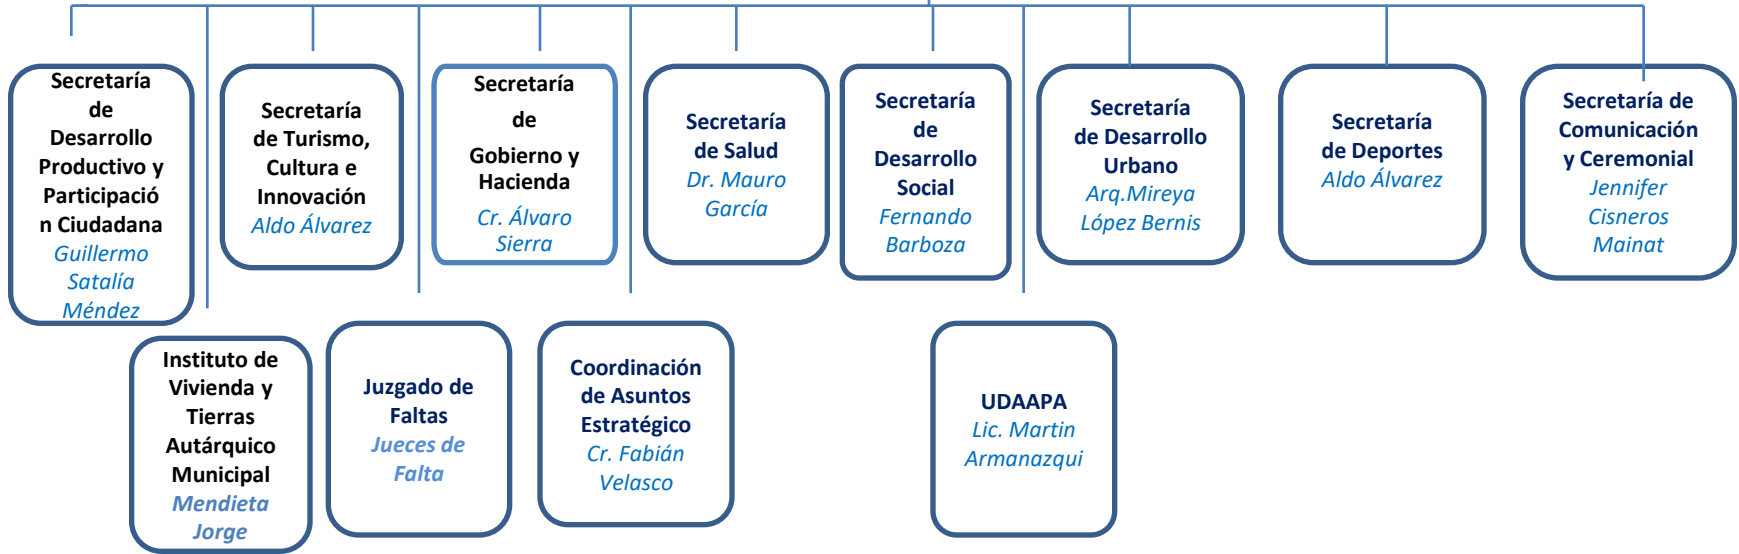 Secretaría
de
Desarrollo
Productivo y
Participació
n Ciudadana
Guillermo
Satalía
Méndez
Secretaría
de Turismo,
Cultura e
Innovación
Aldo Álvarez
Secretaría
de
Gobierno y
Hacienda
Cr. Álvaro
Sierra
Secretaría
de Salud
Dr. Mauro
García
Secretaría
de
Desarrollo
Social
Fernando
Barboza
Secretaría
de Desarrollo
Urbano
Arq.Mireya
López Bernis
Secretaría
de Deportes
Aldo Álvarez
Secretaría de
Comunicación
y Ceremonial
Jennifer
Cisneros
Mainat
Instituto de
Vivienda y
Tierras
Autárquico
Municipal
Mendieta
Jorge
Juzgado de
Faltas
Jueces de
Falta
Coordinación
de Asuntos
Estratégico
Cr. Fabián
Velasco
UDAAPA
Lic. Martin
Armanazqui